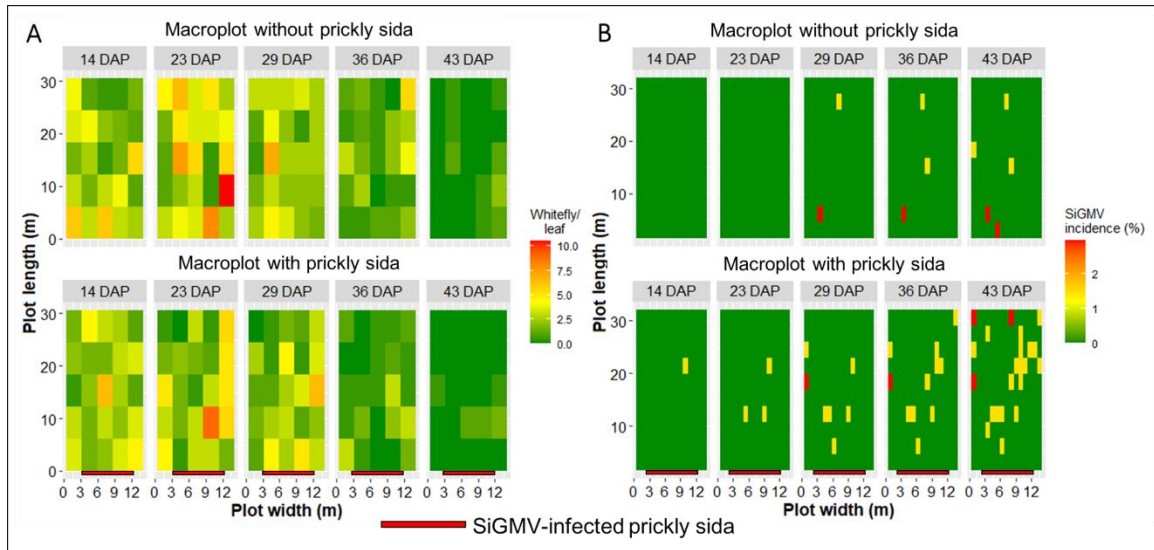 A
Macroplot without prickly sida
14 DAP 23 DAP 29 DAP 36 DAP 43 DAP
30
20
10
0
Macroplot with prickly sida
14 DAP 23 DAP 29 DAP 36 DAP 43 DAP
30
20
10
0
Plot length (m)
0 3 6 9 12 0 3 6 9 12 0 3 6 9 12 0 3 6 9 12 0 3 6 9 12
Plot width (m)
Whitefly/
leaf
10.0
7.5
5.0
2.5
0.0
B
Macroplot without prickly sida
14 DAP 23 DAP 29 DAP 36 DAP 43 DAP
30
20
10
Macroplot with prickly sida
14 DAP 23 DAP 29 DAP 36 DAP 43 DAP
30
20
10
Plot length (m)
0 3 6 9 12 0 3 6 9 12 0 3 6 9 12 0 3 6 9 12 0 3 6 9 12
Plot width (m)
SiGMV
incidence (%)
2
1
0
SiGMV-infected prickly sida